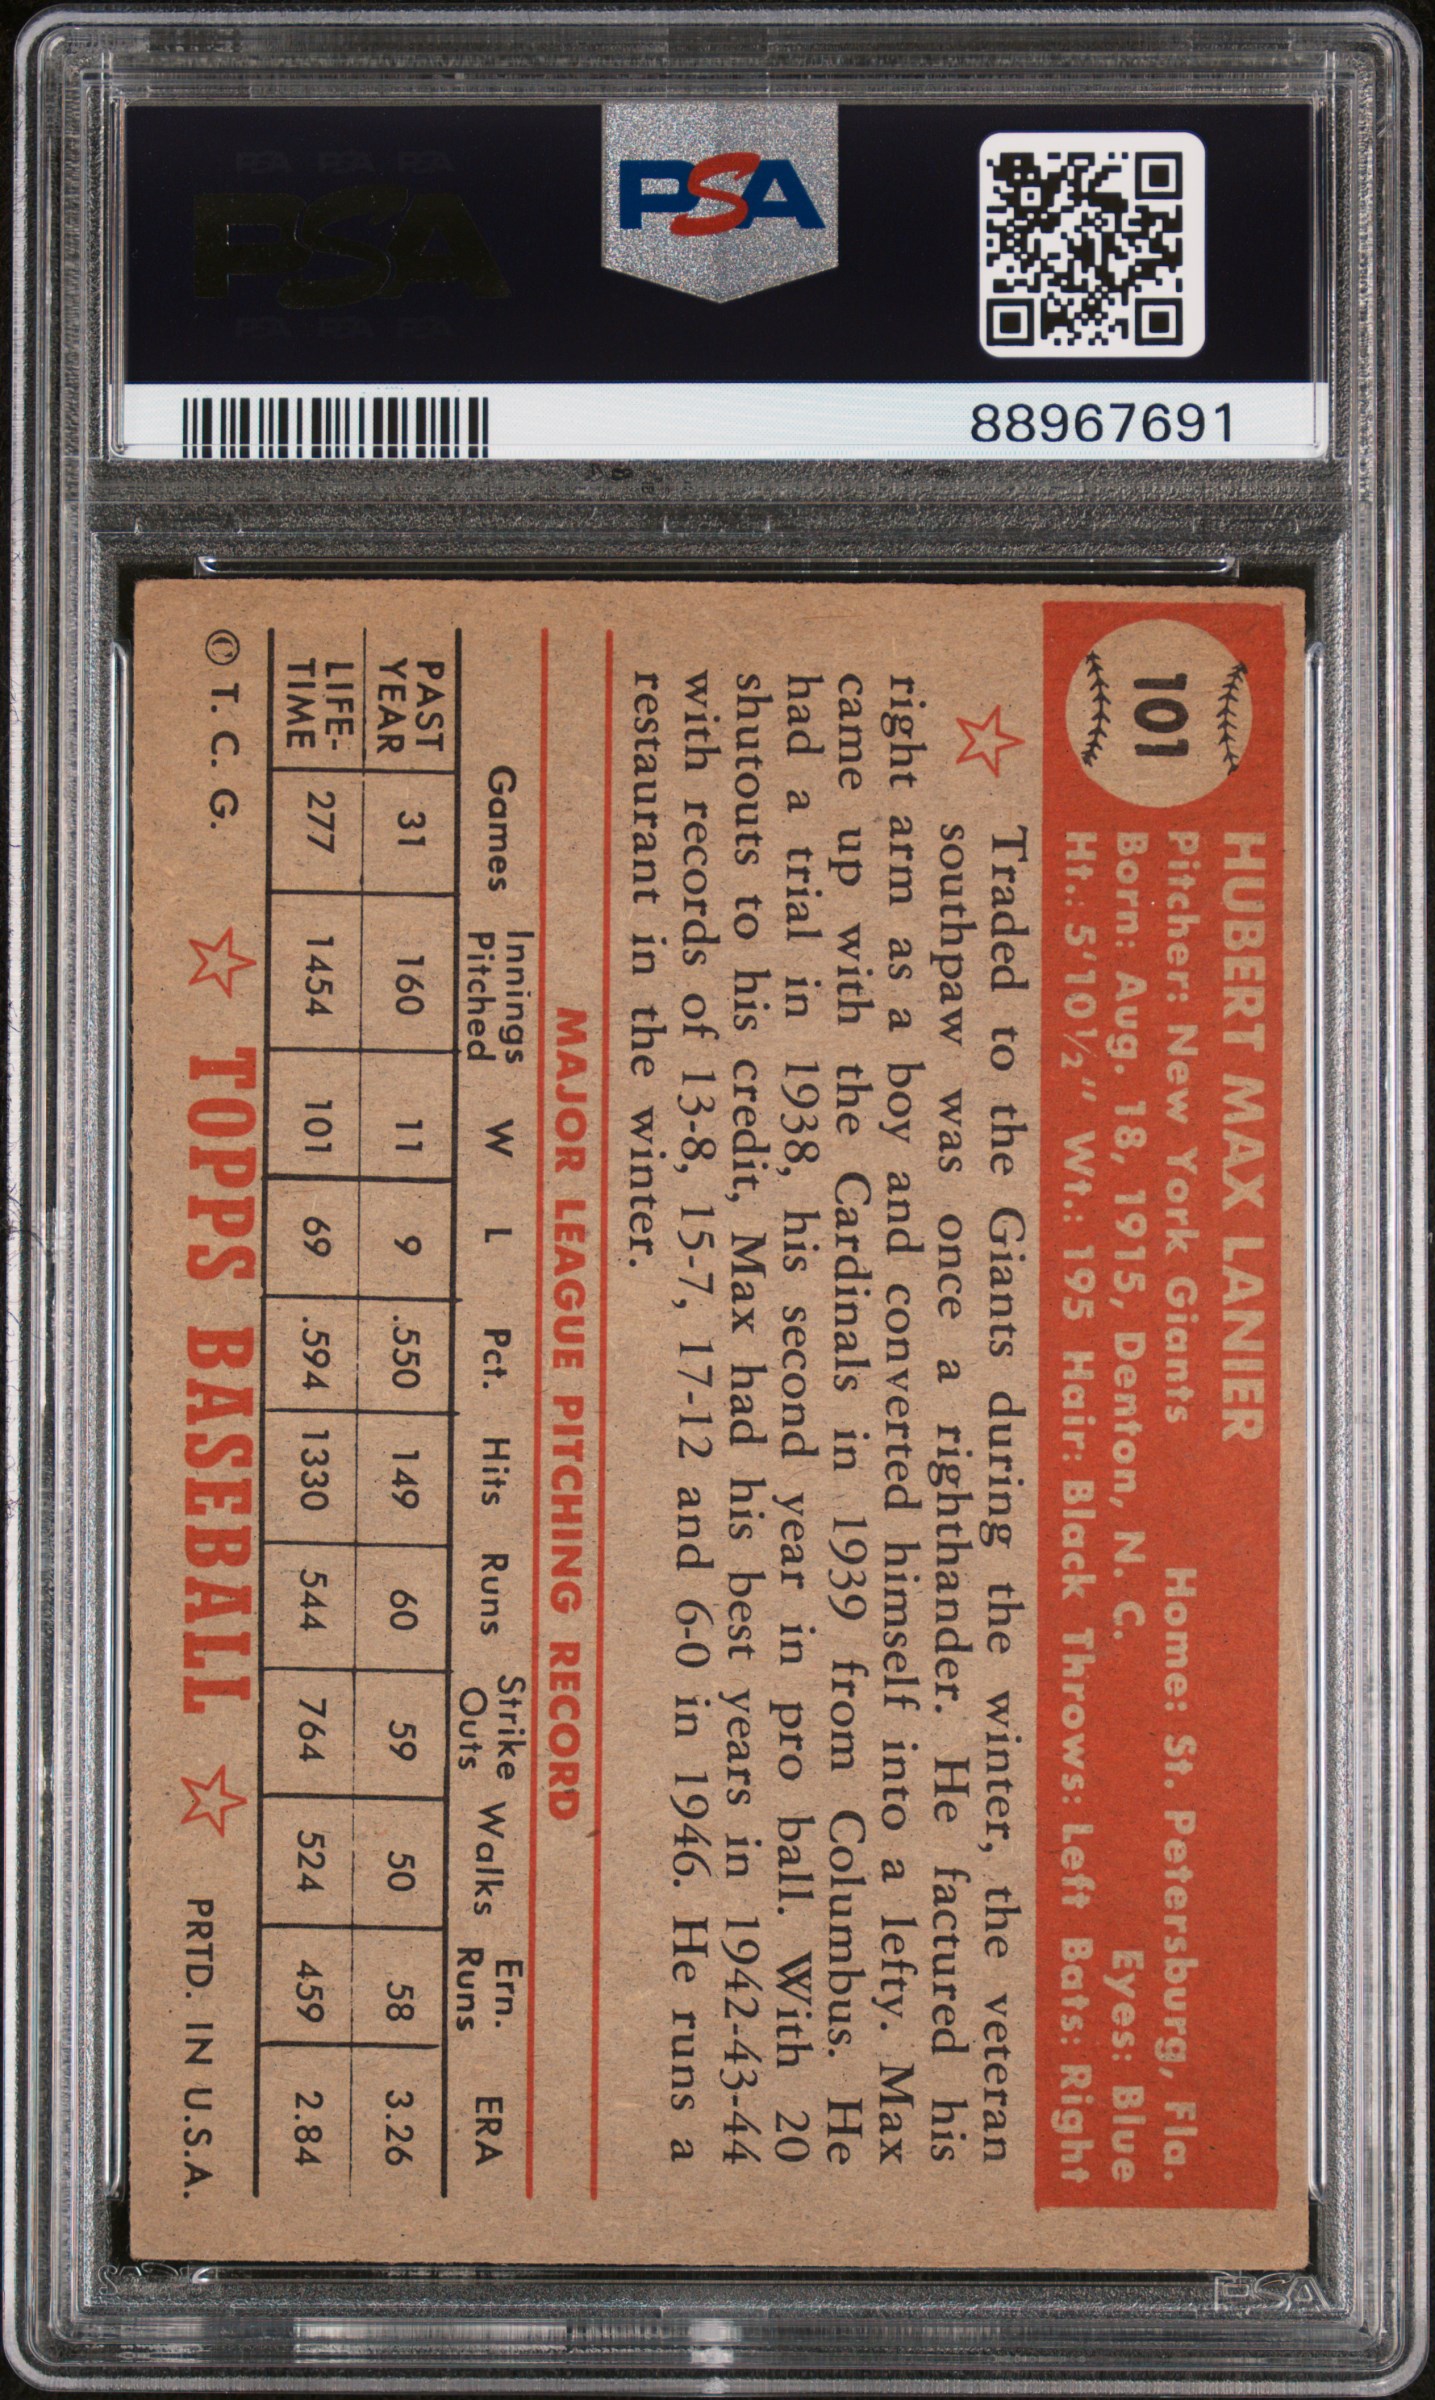 PSA PSA PSA
PSA
PSA PSA PSA
PSA
88967691
101
HUBERT MAX LANIER
Pitcher: New York Giants Home: St. Petersburg, Fla.
Born: Aug. 18, 1915, Denton, N. C. Eyes: Blue
Ht.: 5'10½" Wt.: 195 Hair: Black Throws: Left Bats: Right
Traded to the Giants during the winter, the veteran
southpaw was once a righthander. He factured his
right arm as a boy and converted himself into a lefty. Max
came up with the Cardinals in 1939 from Columbus. He
had a trial in 1938, his second year in pro ball. With 20
shutouts to his credit, Max had his best years in 1942-43-44
with records of 13-8, 15-7, 17-12 and 6-0 in 1946. He runs a
restaurant in the winter.
MAJOR LEAGUE PITCHING RECORD
Games Innings Pitched W L Pct. Hits Runs Strike Outs Walks Ern. Runs ERA
PAST YEAR 31 160 11 9 .550 149 60 59 50 58 3.26
LIFE-TIME 277 1454 101 69 .594 1330 544 764 524 459 2.84
© T. C. G. TOPPS BASEBALL PRTD. IN U.S.A.
PSA